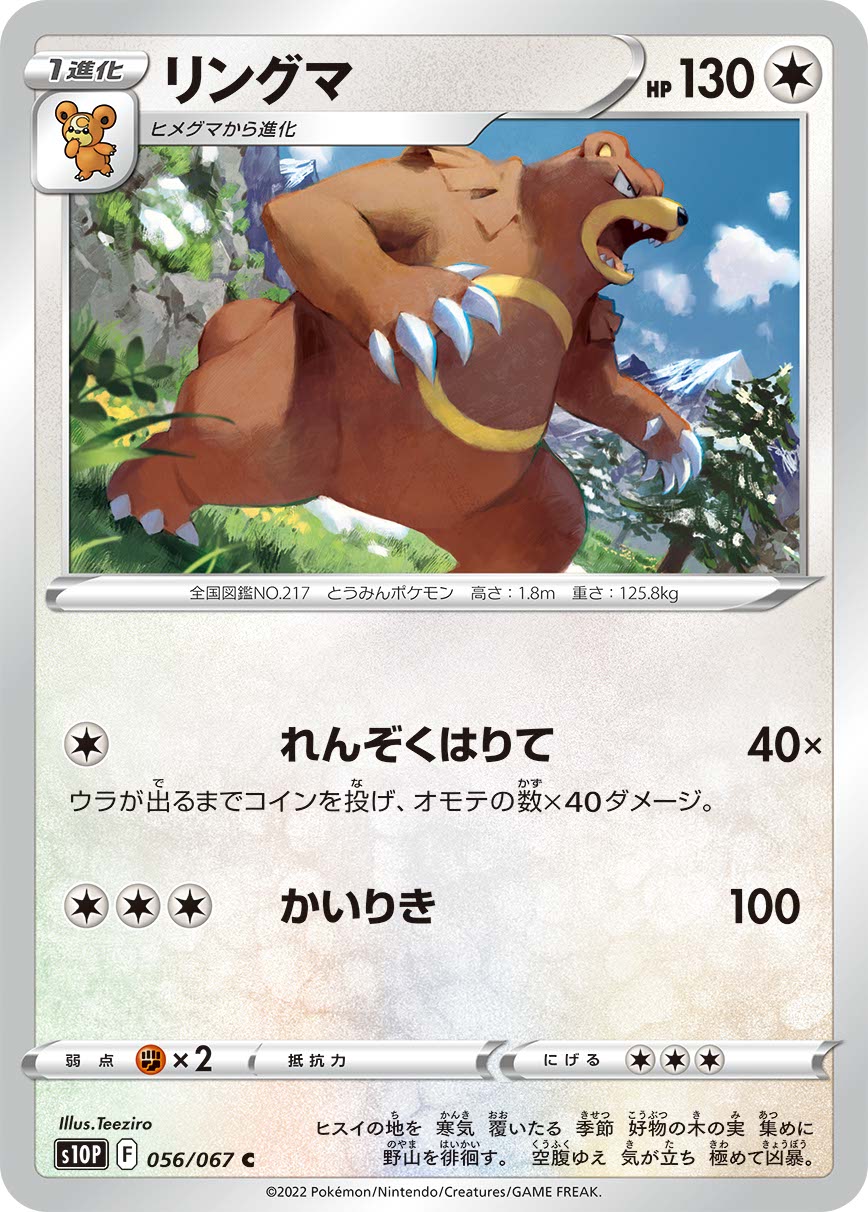 1進化
リングマ
HP 130
ヒメグマから進化
全国図鑑NO.217 とうみんポケモン 高さ：1.8m 重さ：125.8kg
れんぞくはりて 40×
ウラが出るまでコインを投げ、オモテの数×40ダメージ。
かいりき 100
弱点 ×2 抵抗力 にげる
Illus.Teeziro
ヒスイの地を 寒気 覆いたる 季節 好物の木の実 集めに
野山を徘徊す。 空腹ゆえ 気が立ち 極めて凶暴。
s10P F 056/067 C
©2022 Pokémon/Nintendo/Creatures/GAME FREAK.